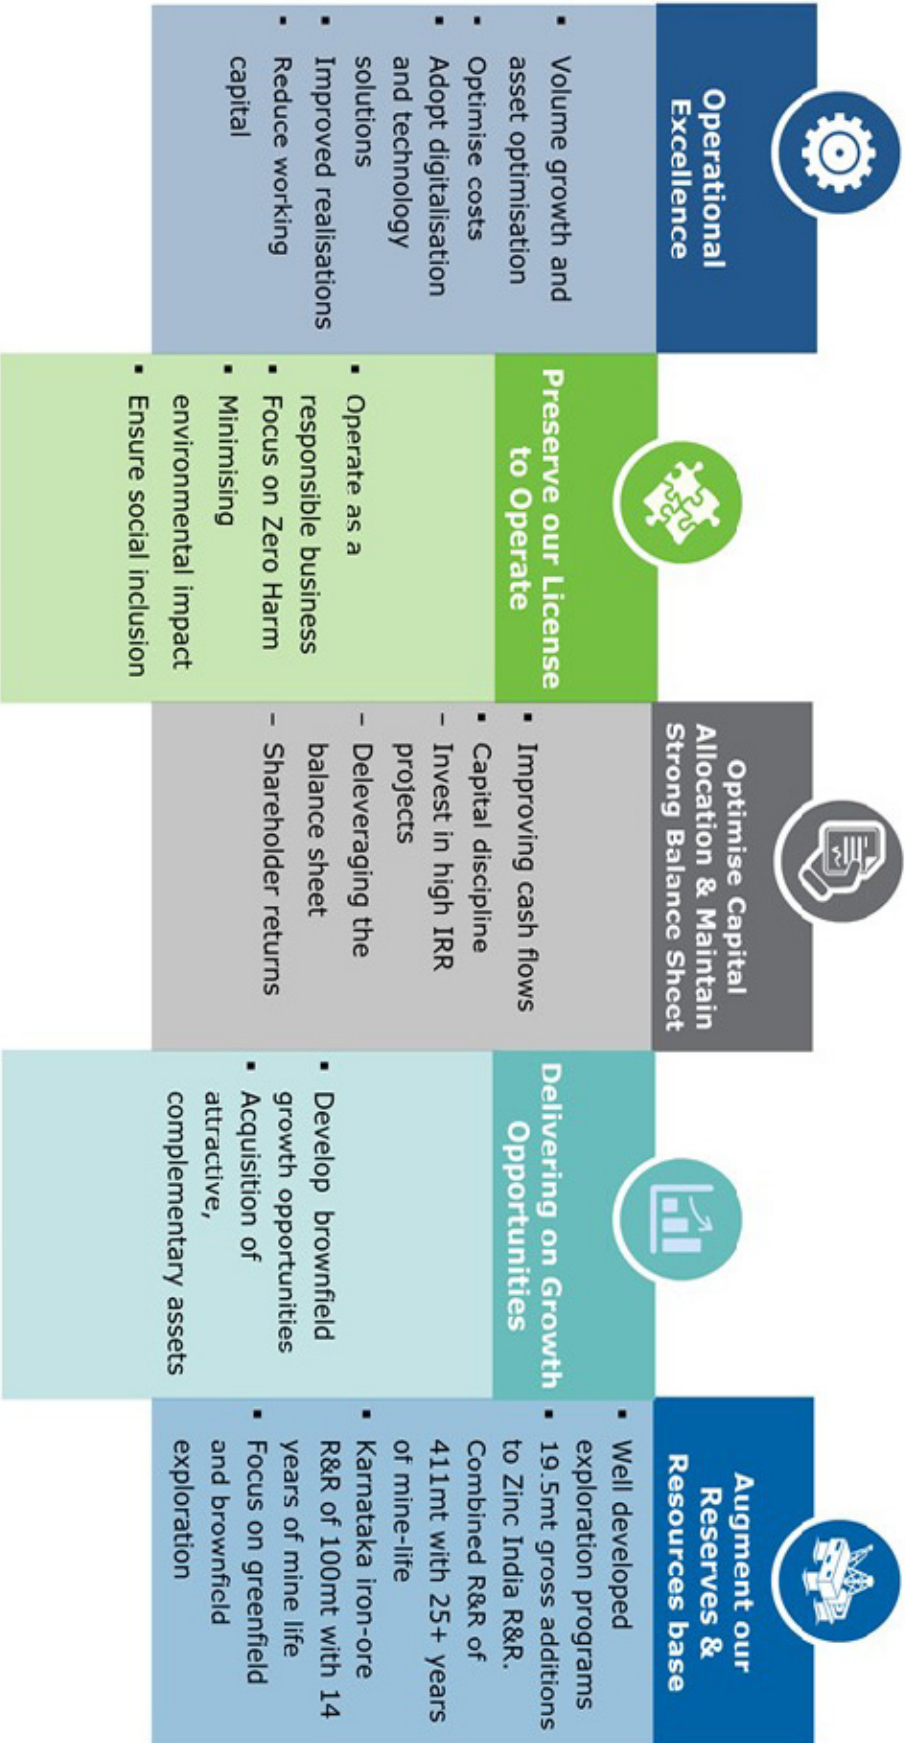 Operational
Excellence
▪ Volume growth and
asset optimisation
▪ Optimise costs
▪ Adopt digitalisation
and technology
solutions
▪ Improved realisations
▪ Reduce working
capital
Preserve our License
to Operate
▪ Operate as a
responsible business
▪ Focus on Zero Harm
▪ Minimising
environmental impact
▪ Ensure social inclusion
Optimise Capital
Allocation & Maintain
Strong Balance Sheet
▪ Improving cash flows
▪ Capital discipline
– Invest in high IRR
projects
– Deleveraging the
balance sheet
– Shareholder returns
Delivering on Growth
Opportunities
▪ Develop brownfield
growth opportunities
▪ Acquisition of
attractive,
complementary assets
Augment our
Reserves &
Resources base
▪ Well developed
exploration programs
▪ 19.5mt gross additions
to Zinc India R&R.
Combined R&R of
411mt with 25+ years
of mine-life
▪ Karnataka iron-ore
R&R of 100mt with 14
years of mine life
▪ Focus on greenfield
and brownfield
exploration